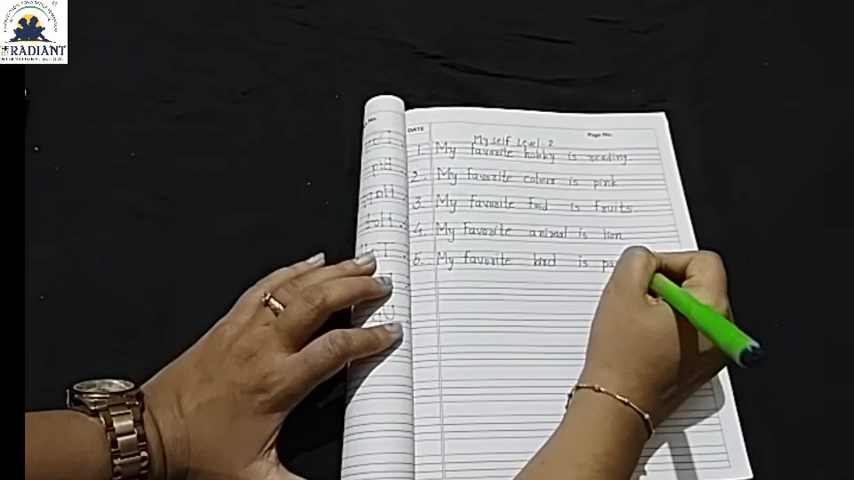 RADIANT
DATE
Page No.
Myself Level-2
1. My favorite hobby is reading
2. My favorite colour is pink
3. My favorite food is fruits.
4. My favorite animal is lion
5. My favorite bird is pa